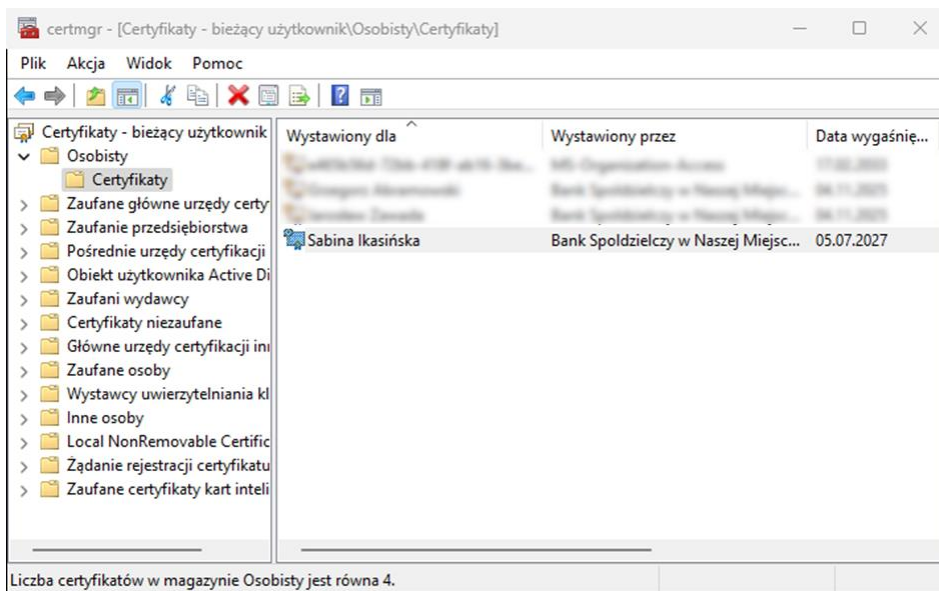 certmgr - [Certyfikaty - bieżący użytkownik\Osobisty\Certyfikaty]
Plik Akcja Widok Pomoc
Certyfikaty - bieżący użytkownik
Osobisty
Certyfikaty
Zaufane główne urzędy certy
Zaufanie przedsiębiorstwa
Pośrednie urzędy certyfikacji
Obiekt użytkownika Active Di
Zaufani wydawcy
Certyfikaty niezaufane
Główne urzędy certyfikacji inn
Zaufane osoby
Wystawcy uwierzytelniania kl
Inne osoby
Local NonRemovable Certific
Żądanie rejestracji certyfikatu
Zaufane certyfikaty kart inteli
Wystawiony dla Wystawiony przez Data wygaśnię...
Sabina Ikasińska Bank Spoldzielczy w Naszej Miejsc... 05.07.2027
Liczba certyfikatów w magazynie Osobisty jest równa 4.